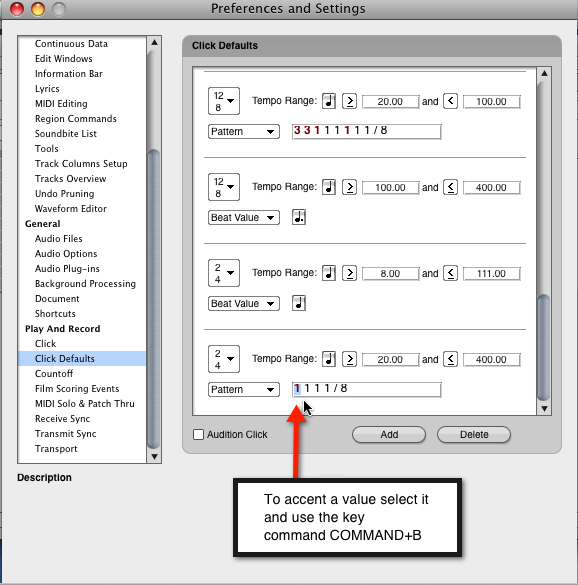 Preferences and Settings
Continuous Data
Edit Windows
Information Bar
Lyrics
MIDI Editing
Region Commands
Soundbite List
Tools
Track Columns Setup
Tracks Overview
Undo Pruning
Waveform Editor
General
Audio Files
Audio Options
Audio Plug-ins
Background Processing
Document
Shortcuts
Play And Record
Click
Click Defaults
Countoff
Film Scoring Events
MIDI Solo & Patch Thru
Receive Sync
Transmit Sync
Transport
Description
Click Defaults
12
8
Tempo Range: ♩ ≥ 20.00 and < 100.00
Pattern 3 3 1 1 1 1 1 1 / 8
12
8
Tempo Range: ♩ ≥ 100.00 and ≤ 400.00
Beat Value ♩.
2
4
Tempo Range: ♩ ≥ 8.00 and ≤ 111.00
Beat Value ♩
2
4
Tempo Range: ♩ ≥ 20.00 and ≤ 400.00
Pattern 1 1 1 1 / 8
Audition Click Add Delete
To accent a value select it
and use the key
command COMMAND+B